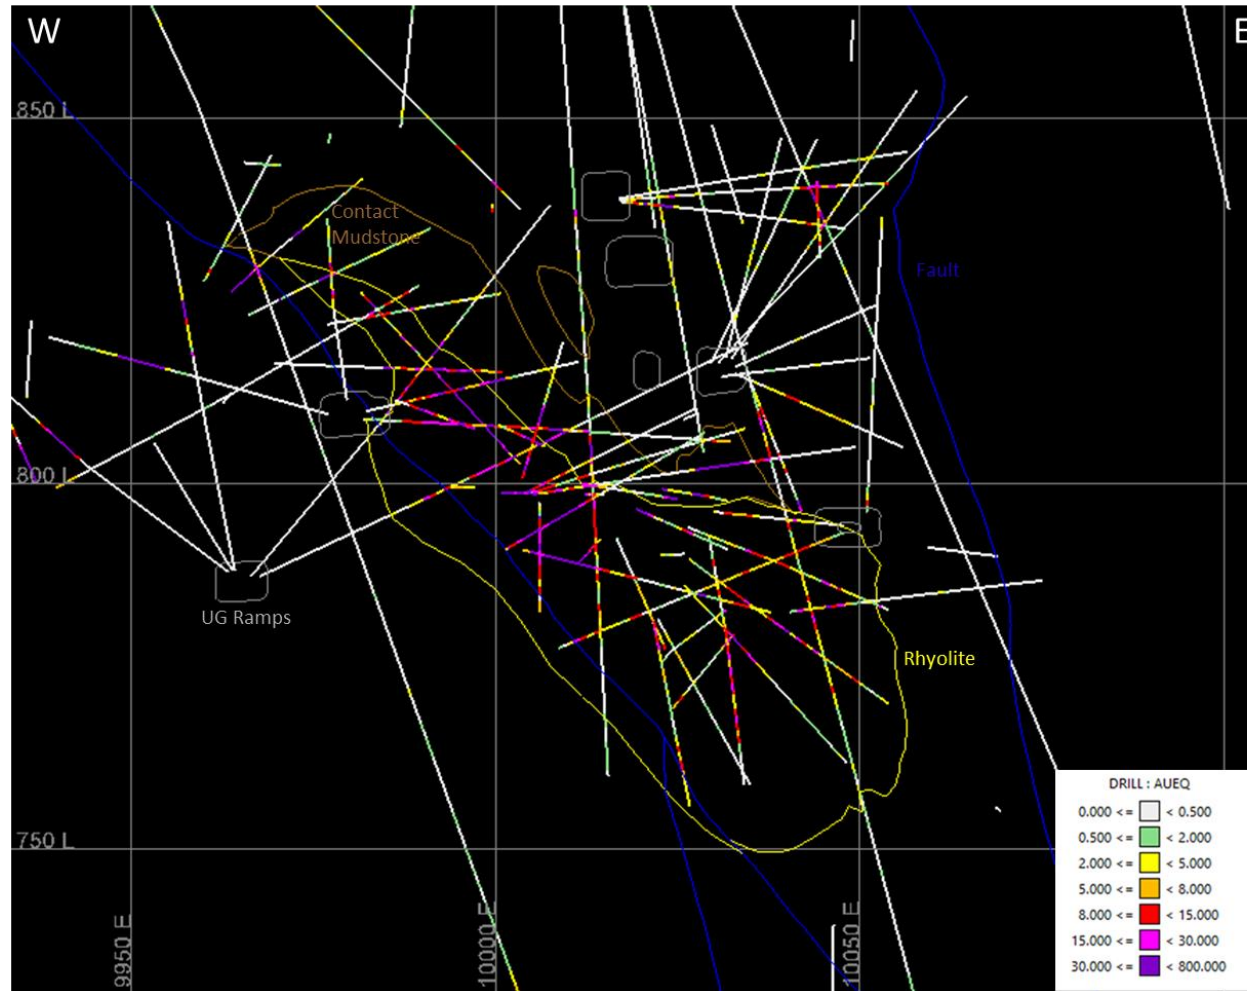 W
E
850 L
Contact
Mudstone
Fault
800 L
UG Ramps
Rhyolite
750 L
9950 E
10000 E
10050 E
DRILL : AUEQ
0.000 <= < 0.500
0.500 <= < 2.000
2.000 <= < 5.000
5.000 <= < 8.000
8.000 <= < 15.000
15.000 <= < 30.000
30.000 <= < 800.000